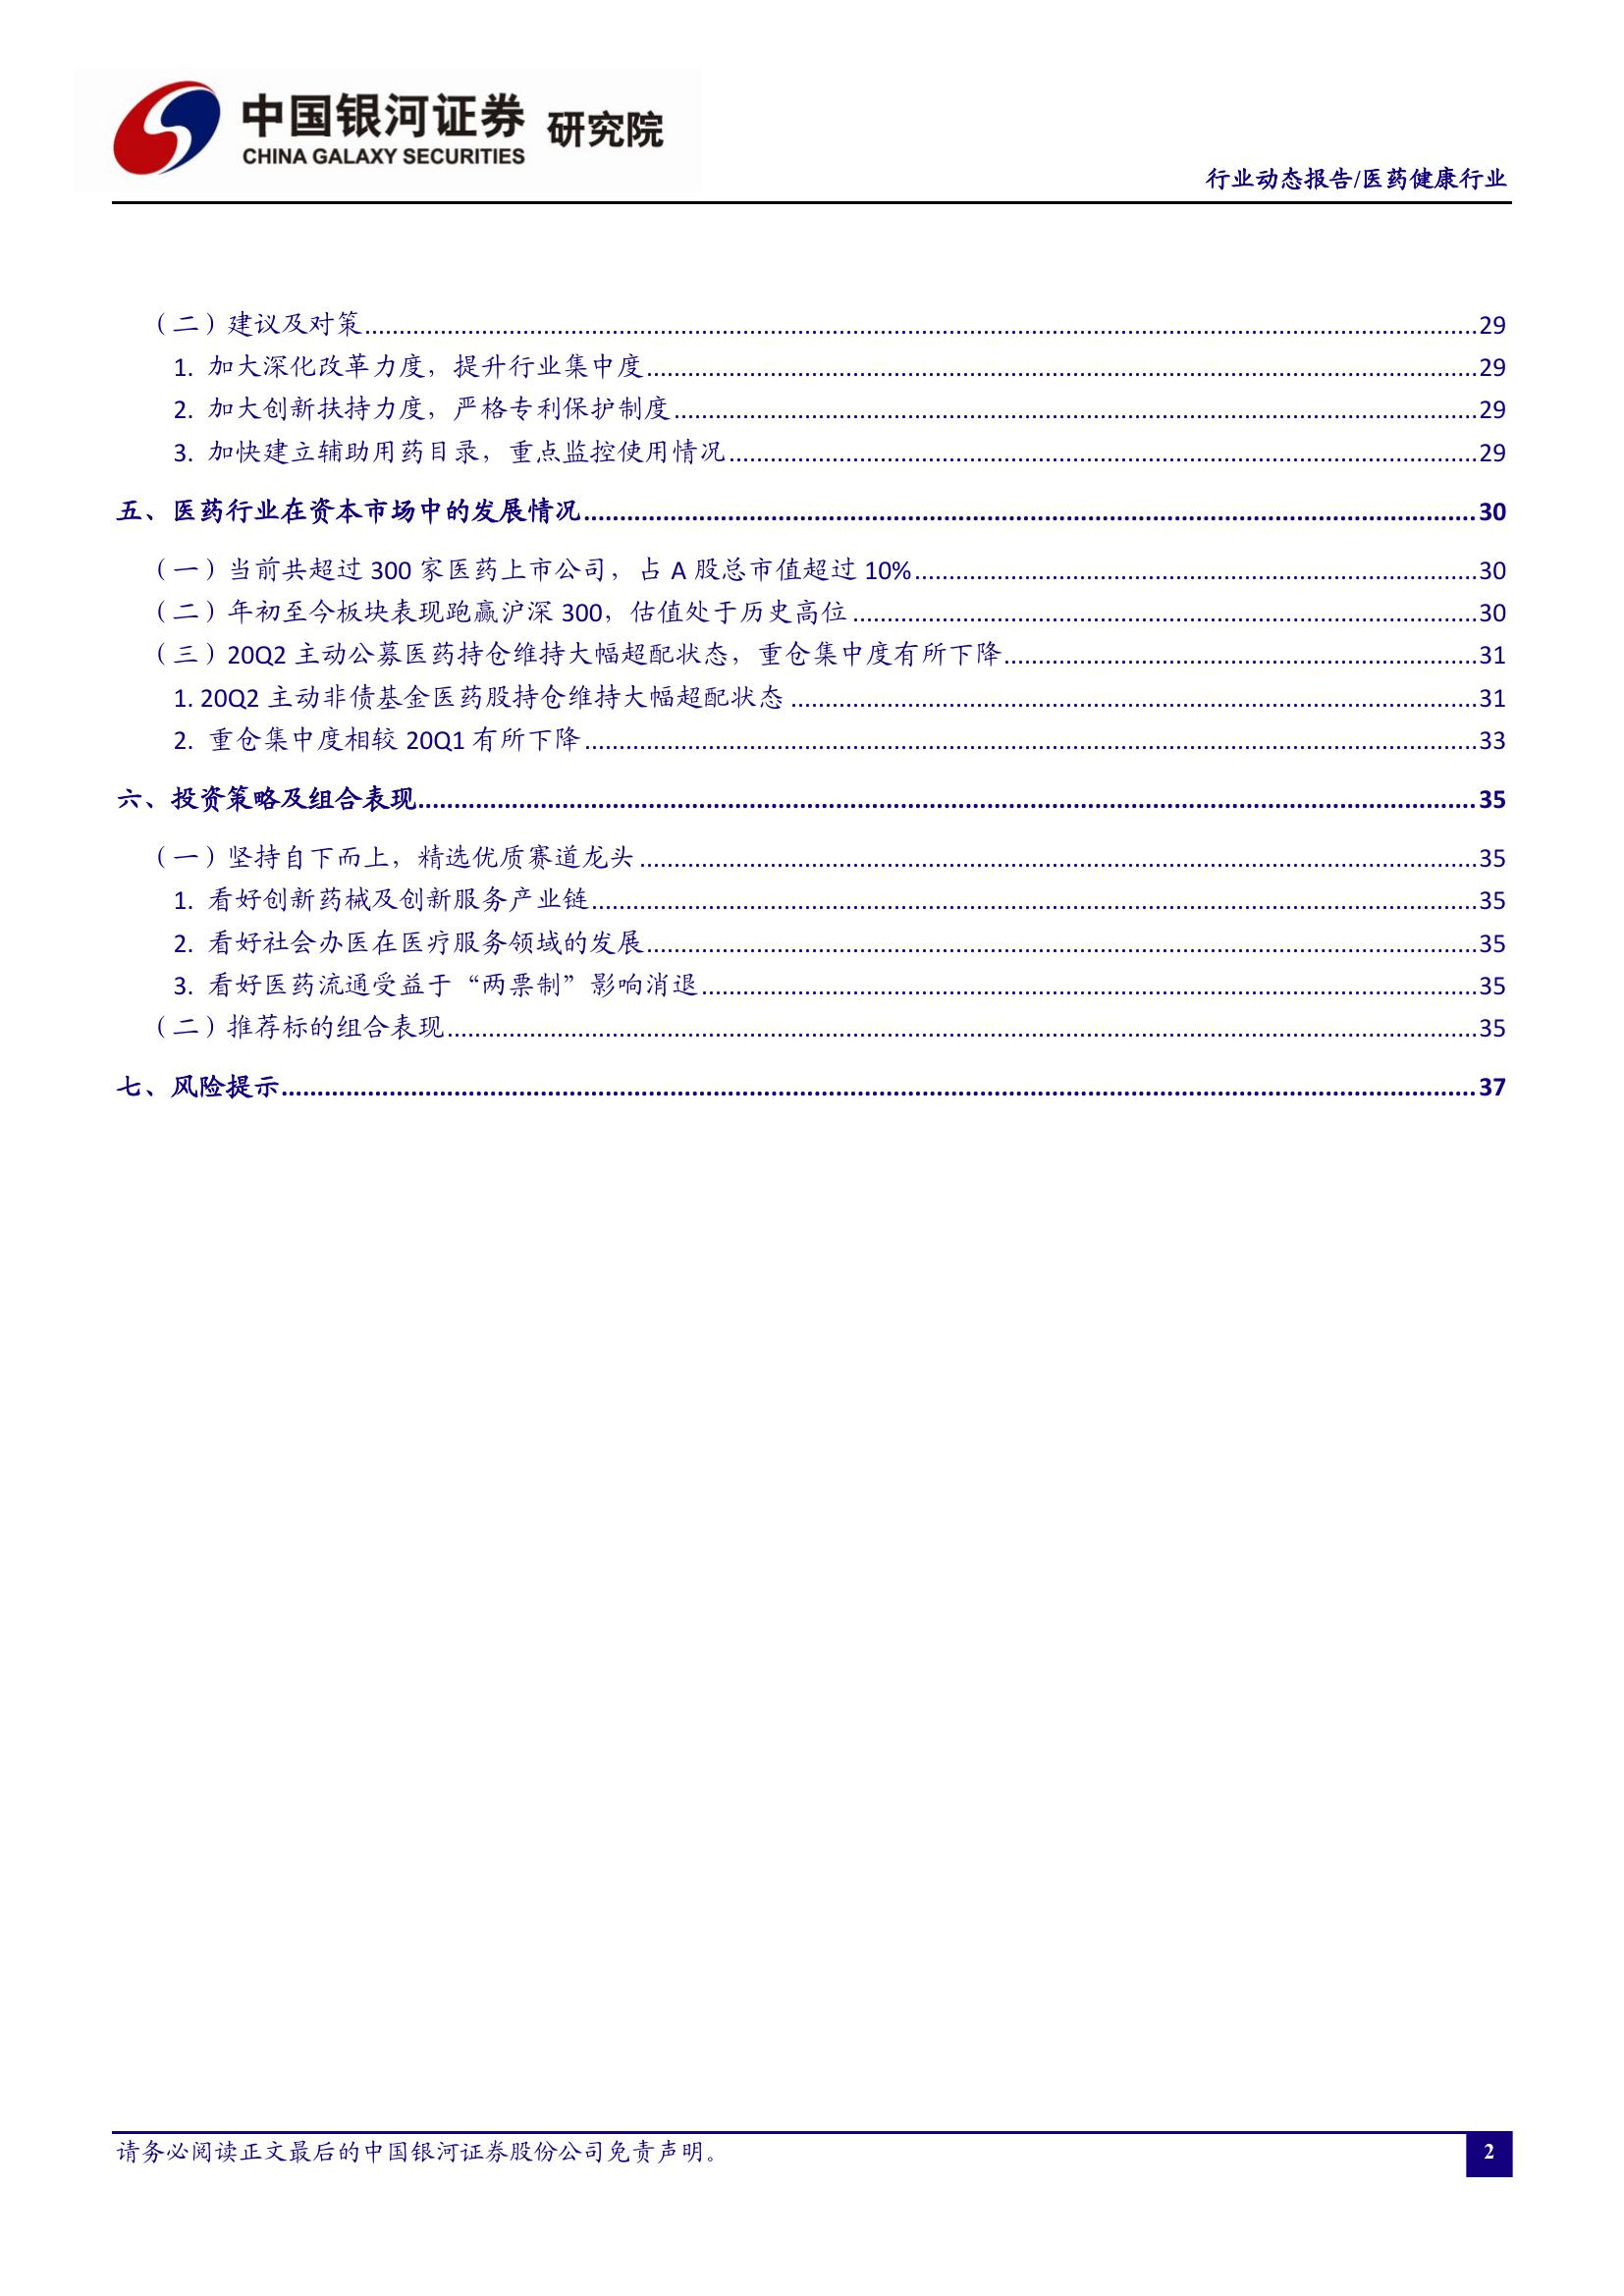 中国银河证券 研究院
CHINA GALAXY SECURITIES
行业动态报告/医药健康行业
（二）建议及对策 29
1. 加大深化改革力度，提升行业集中度 29
2. 加大创新扶持力度，严格专利保护制度 29
3. 加快建立辅助用药目录，重点监控使用情况 29
五、医药行业在资本市场中的发展情况 30
（一）当前共超过 300 家医药上市公司，占 A 股总市值超过 10% 30
（二）年初至今板块表现跑赢沪深 300，估值处于历史高位 30
（三）20Q2 主动公募医药持仓维持大幅超配状态，重仓集中度有所下降 31
1. 20Q2 主动非债基金医药股持仓维持大幅超配状态 31
2. 重仓集中度相较 20Q1 有所下降 33
六、投资策略及组合表现 35
（一）坚持自下而上，精选优质赛道龙头 35
1. 看好创新药械及创新服务产业链 35
2. 看好社会办医在医疗服务领域的发展 35
3. 看好医药流通受益于“两票制”影响消退 35
（二）推荐标的组合表现 35
七、风险提示 37
请务必阅读正文最后的中国银河证券股份公司免责声明。
2